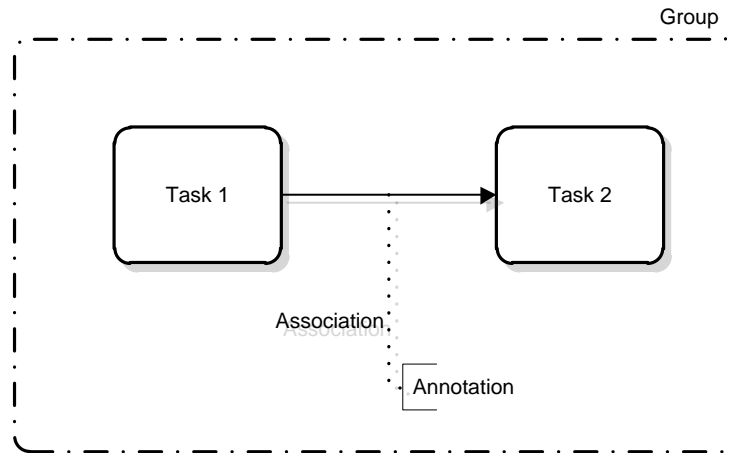 Group
Task 1
Task 2
Association
Annotation